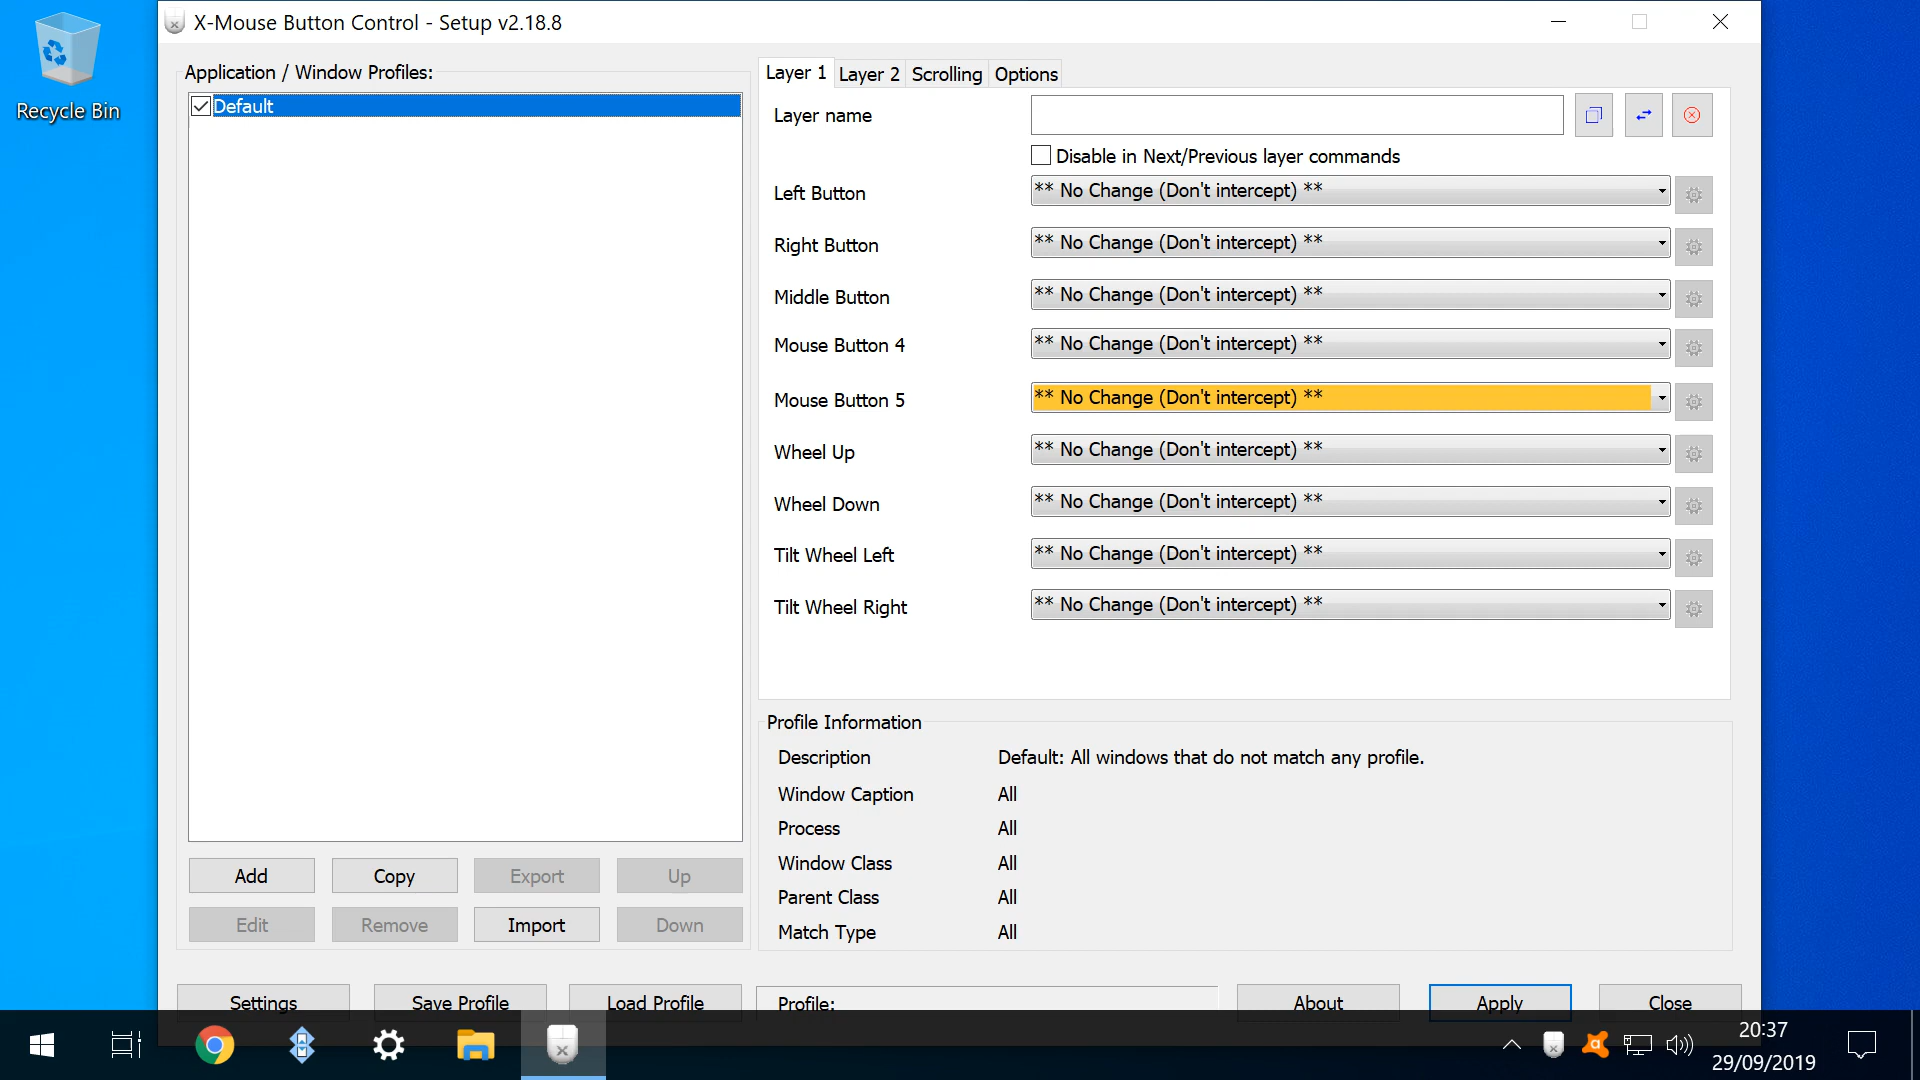 X-Mouse Button Control - Setup v2.18.8
Recycle Bin
Application / Window Profiles:
Default
Layer 1
Layer 2
Scrolling
Options
Layer name
Disable in Next/Previous layer commands
Left Button
** No Change (Don't intercept) **
Right Button
** No Change (Don't intercept) **
Middle Button
** No Change (Don't intercept) **
Mouse Button 4
** No Change (Don't intercept) **
Mouse Button 5
** No Change (Don't intercept) **
Wheel Up
** No Change (Don't intercept) **
Wheel Down
** No Change (Don't intercept) **
Tilt Wheel Left
** No Change (Don't intercept) **
Tilt Wheel Right
** No Change (Don't intercept) **
Profile Information
Description
Default: All windows that do not match any profile.
Window Caption
All
Process
All
Window Class
All
Parent Class
All
Match Type
All
Add
Copy
Export
Up
Edit
Remove
Import
Down
Settings
Save Profile
Load Profile
Profile:
About
Apply
Close
20:37
29/09/2019